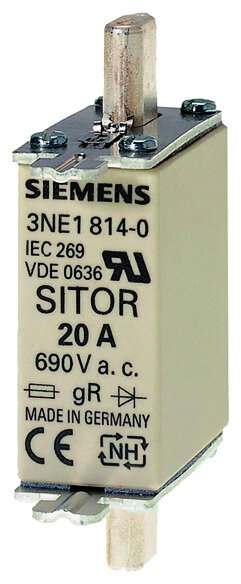 SIEMENS
3NE1 814-0
IEC 269
VDE 0636
SITOR
20 A
690 V a. c.
gR
MADE IN GERMANY
CE NH